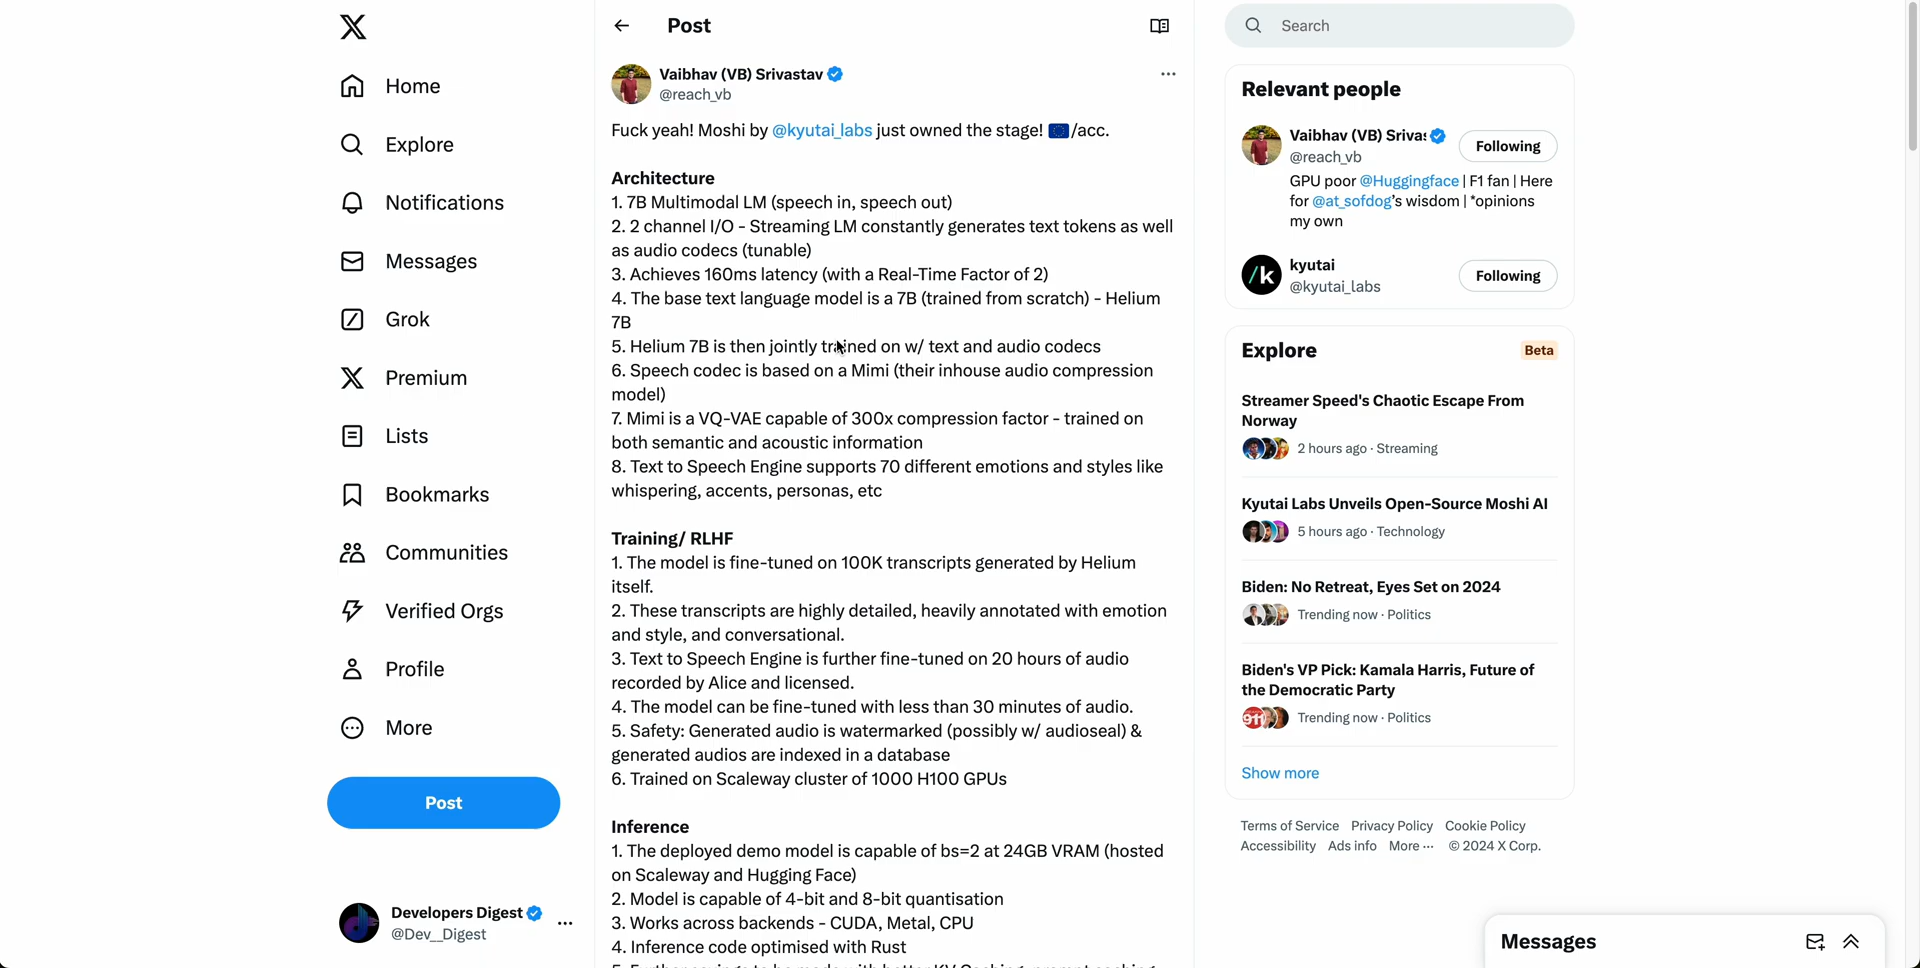 Home
Explore
Notifications
Messages
Grok
Premium
Lists
Bookmarks
Communities
Verified Orgs
Profile
More
Post
Developers Digest
@Dev__Digest
Post
Vaibhav (VB) Srivastav
@reach_vb
Fuck yeah! Moshi by @kyutai_labs just owned the stage! 🇪🇺/acc.
Architecture
1. 7B Multimodal LM (speech in, speech out)
2. 2 channel I/O - Streaming LM constantly generates text tokens as well
as audio codecs (tunable)
3. Achieves 160ms latency (with a Real-Time Factor of 2)
4. The base text language model is a 7B (trained from scratch) - Helium
7B
5. Helium 7B is then jointly trained on w/ text and audio codecs
6. Speech codec is based on a Mimi (their inhouse audio compression
model)
7. Mimi is a VQ-VAE capable of 300x compression factor - trained on
both semantic and acoustic information
8. Text to Speech Engine supports 70 different emotions and styles like
whispering, accents, personas, etc
Training/ RLHF
1. The model is fine-tuned on 100K transcripts generated by Helium
itself.
2. These transcripts are highly detailed, heavily annotated with emotion
and style, and conversational.
3. Text to Speech Engine is further fine-tuned on 20 hours of audio
recorded by Alice and licensed.
4. The model can be fine-tuned with less than 30 minutes of audio.
5. Safety: Generated audio is watermarked (possibly w/ audioseal) &
generated audios are indexed in a database
6. Trained on Scaleway cluster of 1000 H100 GPUs
Inference
1. The deployed demo model is capable of bs=2 at 24GB VRAM (hosted
on Scaleway and Hugging Face)
2. Model is capable of 4-bit and 8-bit quantisation
3. Works across backends - CUDA, Metal, CPU
4. Inference code optimised with Rust
Search
Relevant people
Vaibhav (VB) Srivas
@reach_vb
Following
GPU poor @Huggingface | F1 fan | Here
for @at_sofdog's wisdom | *opinions
my own
kyutai
@kyutai_labs
Following
Explore
Beta
Streamer Speed's Chaotic Escape From
Norway
2 hours ago · Streaming
Kyutai Labs Unveils Open-Source Moshi AI
5 hours ago · Technology
Biden: No Retreat, Eyes Set on 2024
Trending now · Politics
Biden's VP Pick: Kamala Harris, Future of
the Democratic Party
911
Trending now · Politics
Show more
Terms of Service Privacy Policy Cookie Policy
Accessibility Ads info More ··· © 2024 X Corp.
Messages